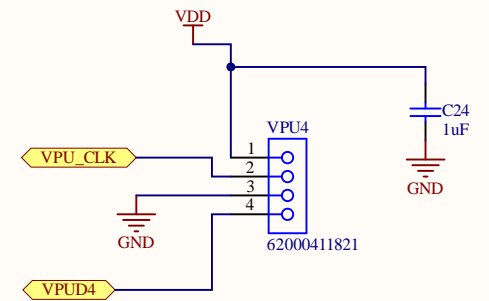 VDD
C24
1uF
GND
VPU4
1
2
3
4
VPU_CLK
GND
62000411821
VPUD4